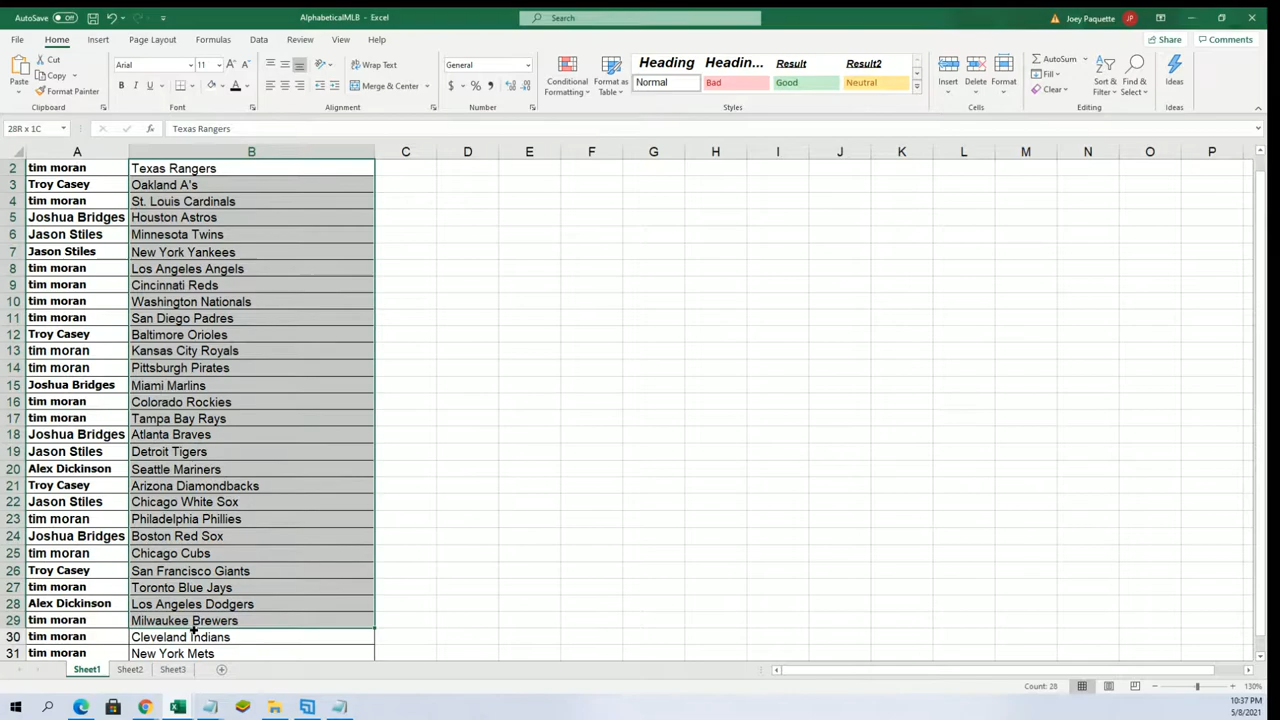 AutoSave Off AlphabeticalMLB - Excel Search Joey Paquette JP
File Home Insert Page Layout Formulas Data Review View Help Share Comments
Paste Cut Copy Format Painter Clipboard
Arial 11 A A B I U A Font
Wrap Text Merge & Center Alignment
General $ % Number
Conditional Formatting Format as Table
Heading Headin... Result Result2
Normal Bad Good Neutral
Styles
Insert Delete Format Cells
AutoSum Fill Clear Sort & Filter Find & Select Editing
Ideas Ideas
28R x 1C fx Texas Rangers
A B C D E F G H I J K L M N O P
2 tim moran Texas Rangers
3 Troy Casey Oakland A's
4 tim moran St. Louis Cardinals
5 Joshua Bridges Houston Astros
6 Jason Stiles Minnesota Twins
7 Jason Stiles New York Yankees
8 tim moran Los Angeles Angels
9 tim moran Cincinnati Reds
10 tim moran Washington Nationals
11 tim moran San Diego Padres
12 Troy Casey Baltimore Orioles
13 tim moran Kansas City Royals
14 tim moran Pittsburgh Pirates
15 Joshua Bridges Miami Marlins
16 tim moran Colorado Rockies
17 tim moran Tampa Bay Rays
18 Joshua Bridges Atlanta Braves
19 Jason Stiles Detroit Tigers
20 Alex Dickinson Seattle Mariners
21 Troy Casey Arizona Diamondbacks
22 Jason Stiles Chicago White Sox
23 tim moran Philadelphia Phillies
24 Joshua Bridges Boston Red Sox
25 tim moran Chicago Cubs
26 Troy Casey San Francisco Giants
27 tim moran Toronto Blue Jays
28 Alex Dickinson Los Angeles Dodgers
29 tim moran Milwaukee Brewers
30 tim moran Cleveland Indians
31 tim moran New York Mets
Sheet1 Sheet2 Sheet3
Count: 28 130%
10:37 PM
5/8/2021